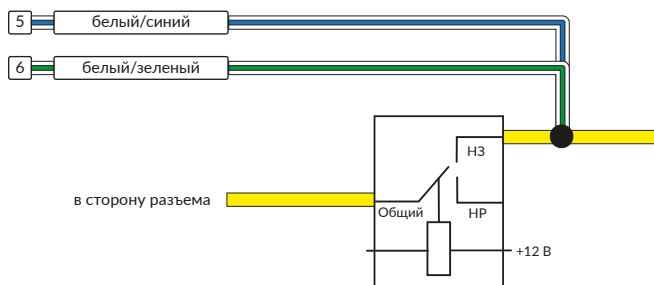 5 белый/синий
6 белый/зеленый
НЗ
в сторону разъема
Общий НР
+12 В